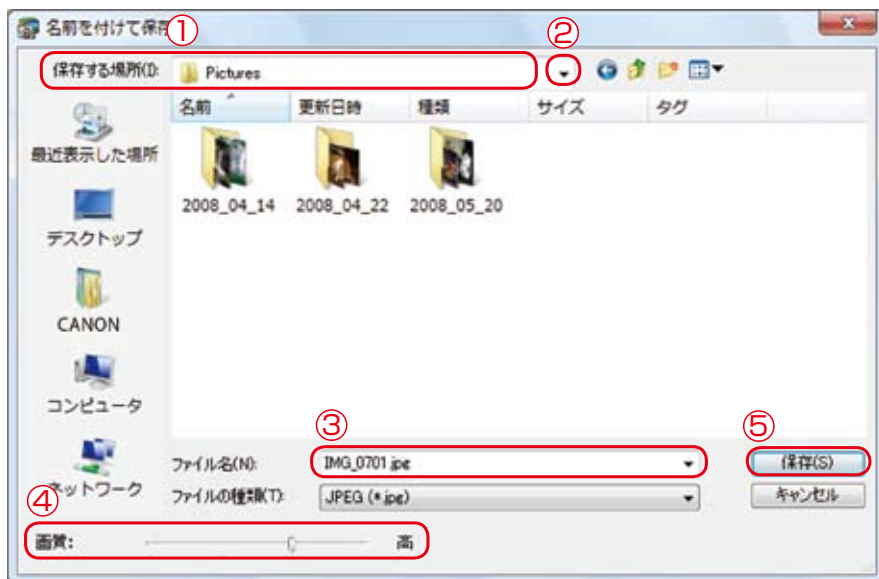 名前を付けて保存
①
②
保存する場所(I):
Pictures
名前
更新日時
種類
サイズ
タグ
最近表示した場所
2008_04_14
2008_04_22
2008_05_20
デスクトップ
CANON
コンピュータ
ネットワーク
③
ファイル名(N):
IMG_0701.jpe
⑤
保存(S)
ファイルの種類(T):
JPEG (*.jpe)
キャンセル
④
画質:
高